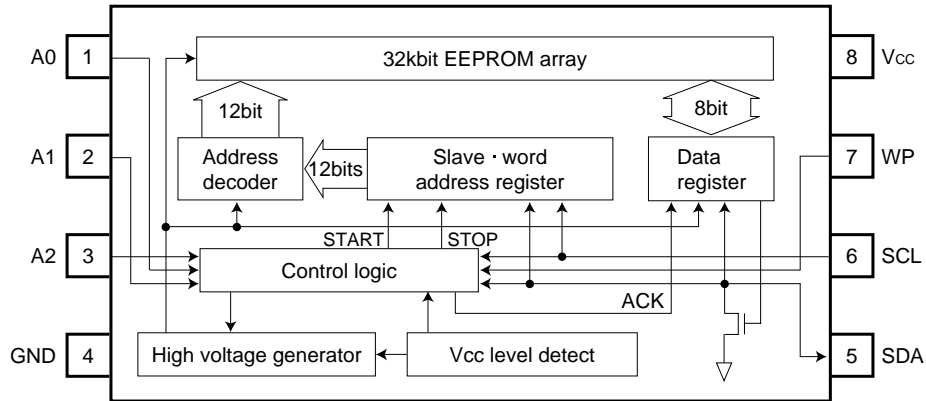 A0 1
32kbit EEPROM array
8 Vcc
12bit
8bit
A1 2
Address
decoder
12bits
Slave · word
address register
Data
register
7 WP
START
STOP
A2 3
Control logic
6 SCL
ACK
GND 4
High voltage generator
Vcc level detect
5 SDA